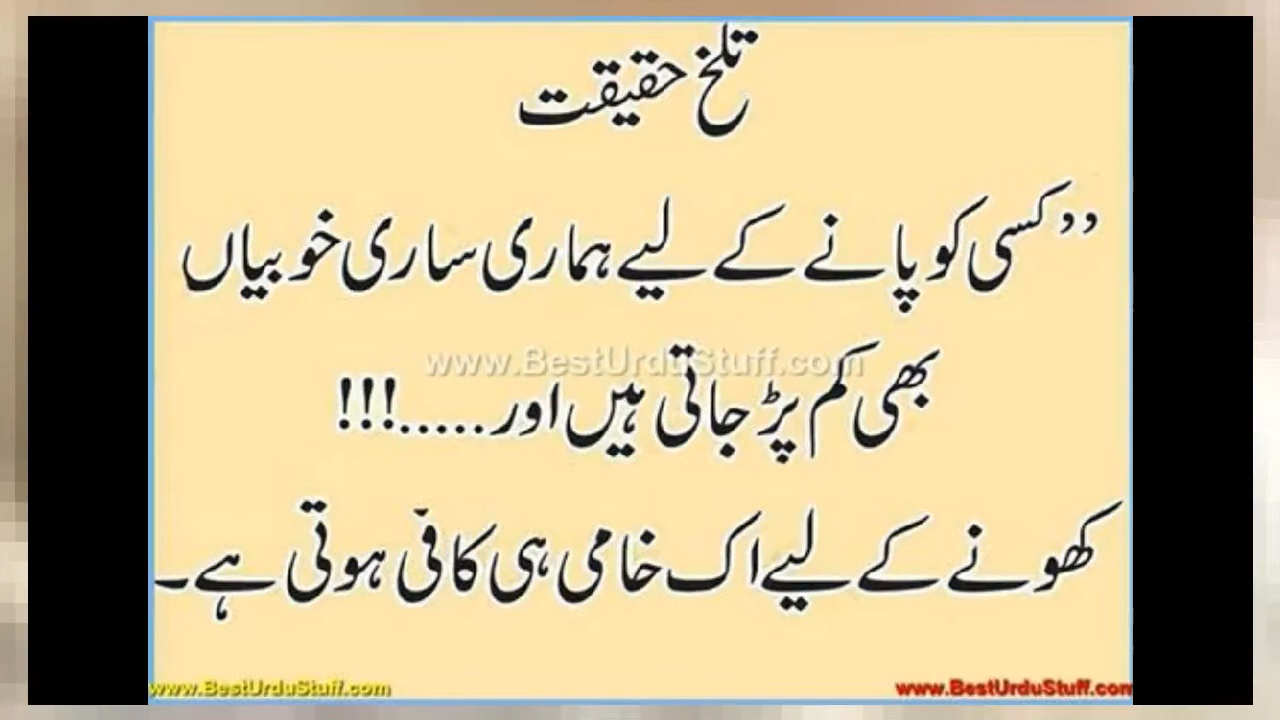 تلخ حقیقت
”کسی کو پانے کے لیے ہماری ساری خوبیاں
www.BestUrduStuff.com
بھی کم پڑ جاتی ہیں اور.....!!!
کھونے کے لیے اک خامی ہی کافی ہوتی ہے۔
www.BestUrduStuff.com
www.BestUrduStuff.com